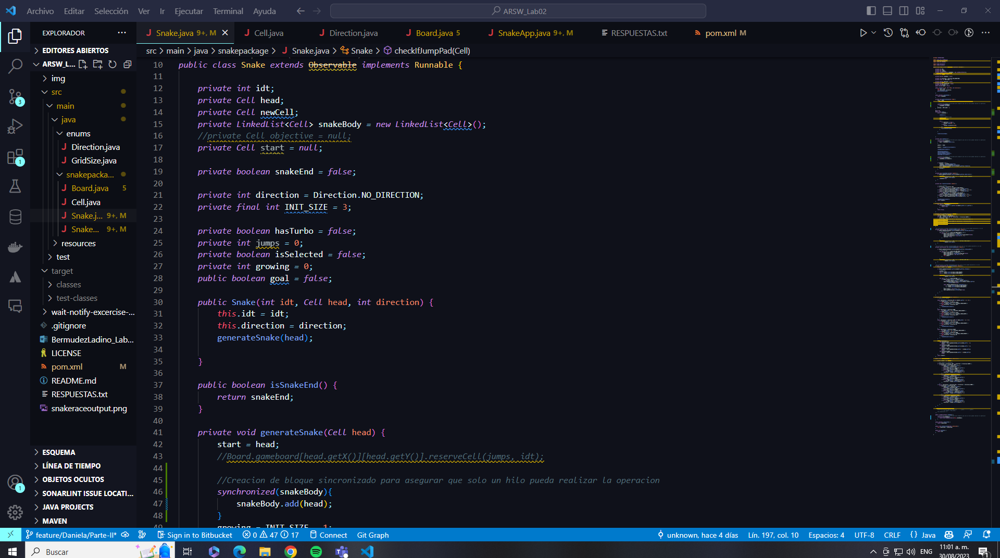 Archivo Editar Selección Ver Ir Ejecutar Terminal Ayuda
ARSW_Lab02
EXPLORADOR
EDITORES ABIERTOS
ARSW_L...
img
src
main
java
enums
Direction.java
GridSize.java
snakepacka...
Board.java 5
Cell.java
Snake.j... 9+, M
Snake... 9+, M
resources
test
target
classes
test-classes
wait-notify-excercise-...
.gitignore
BermudezLadino_Lab...
LICENSE
pom.xml M
README.md
RESPUESTAS.txt
snakeraceoutput.png
ESQUEMA
LÍNEA DE TIEMPO
OBJETOS OCULTOS
SONARLINT ISSUE LOCATI...
JAVA PROJECTS
MAVEN
3
1
1
Snake.java 9+, M Cell.java Direction.java Board.java 5 SnakeApp.java 9+, M RESPUESTAS.txt pom.xml M
src > main > java > snakepackage > Snake.java > Snake > checkIfJumpPad(Cell)
10 public class Snake extends Observable implements Runnable {
11
12 private int idt;
13 private Cell head;
14 private Cell newCell;
15 private LinkedList<Cell> snakeBody = new LinkedList<Cell>();
16 //private Cell objective = null;
17 private Cell start = null;
18
19 private boolean snakeEnd = false;
20
21 private int direction = Direction.NO_DIRECTION;
22 private final int INIT_SIZE = 3;
23
24 private boolean hasTurbo = false;
25 private int jumps = 0;
26 private boolean isSelected = false;
27 private int growing = 0;
28 public boolean goal = false;
29
30 public Snake(int idt, Cell head, int direction) {
31 this.idt = idt;
32 this.direction = direction;
33 generateSnake(head);
34
35 }
36
37 public boolean isSnakeEnd() {
38 return snakeEnd;
39 }
40
41 private void generateSnake(Cell head) {
42 start = head;
43 //Board.gameboard[head.getX()][head.getY()].reserveCell(jumps, idt);
44
45 //Creacion de bloque sincronizado para asegurar que solo un hilo pueda realizar la operacion
46 synchronized(snakeBody){
47 snakeBody.add(head);
48 }
49 growing = INIT_SIZE - 1;
feature/Daniela/Parte-II* Sign in to Bitbucket 0 47 17 Connect Git Graph unknown, hace 4 días Lín. 197, col. 10 Espacios: 4 UTF-8 CRLF {} Java
Buscar ENG 11:01 a. m.
30/08/2023 1